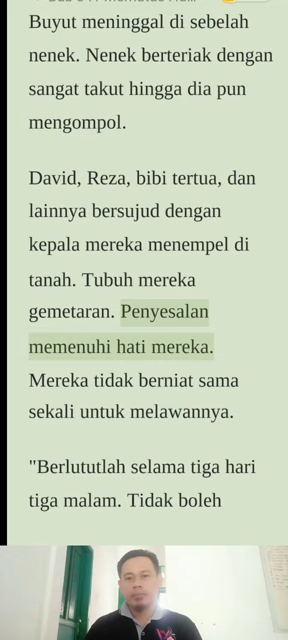 Buyut meninggal di sebelah
nenek. Nenek berteriak dengan
sangat takut hingga dia pun
mengompol.
David, Reza, bibi tertua, dan
lainnya bersujud dengan
kepala mereka menempel di
tanah. Tubuh mereka
gemetaran. Penyesalan
memenuhi hati mereka.
Mereka tidak berniat sama
sekali untuk melawannya.
"Berlututlah selama tiga hari
tiga malam. Tidak boleh